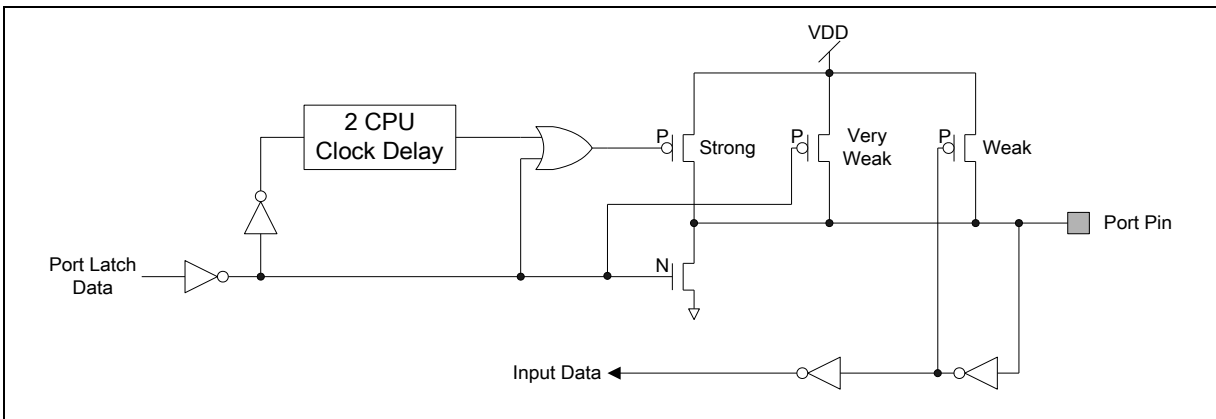 VDD
2 CPU
Clock Delay
P
Strong
P
Very
Weak
P
Weak
Port Pin
Port Latch
Data
N
Input Data